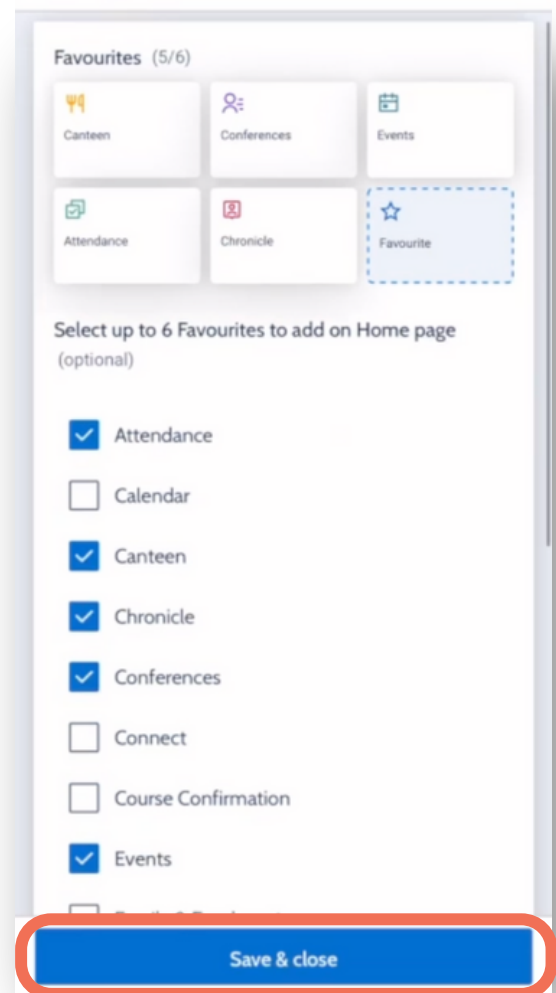 Favourites (5/6)
Canteen
Conferences
Events
Attendance
Chronicle
Favourite
Select up to 6 Favourites to add on Home page
(optional)
Attendance
Calendar
Canteen
Chronicle
Conferences
Connect
Course Confirmation
Events
Save & close